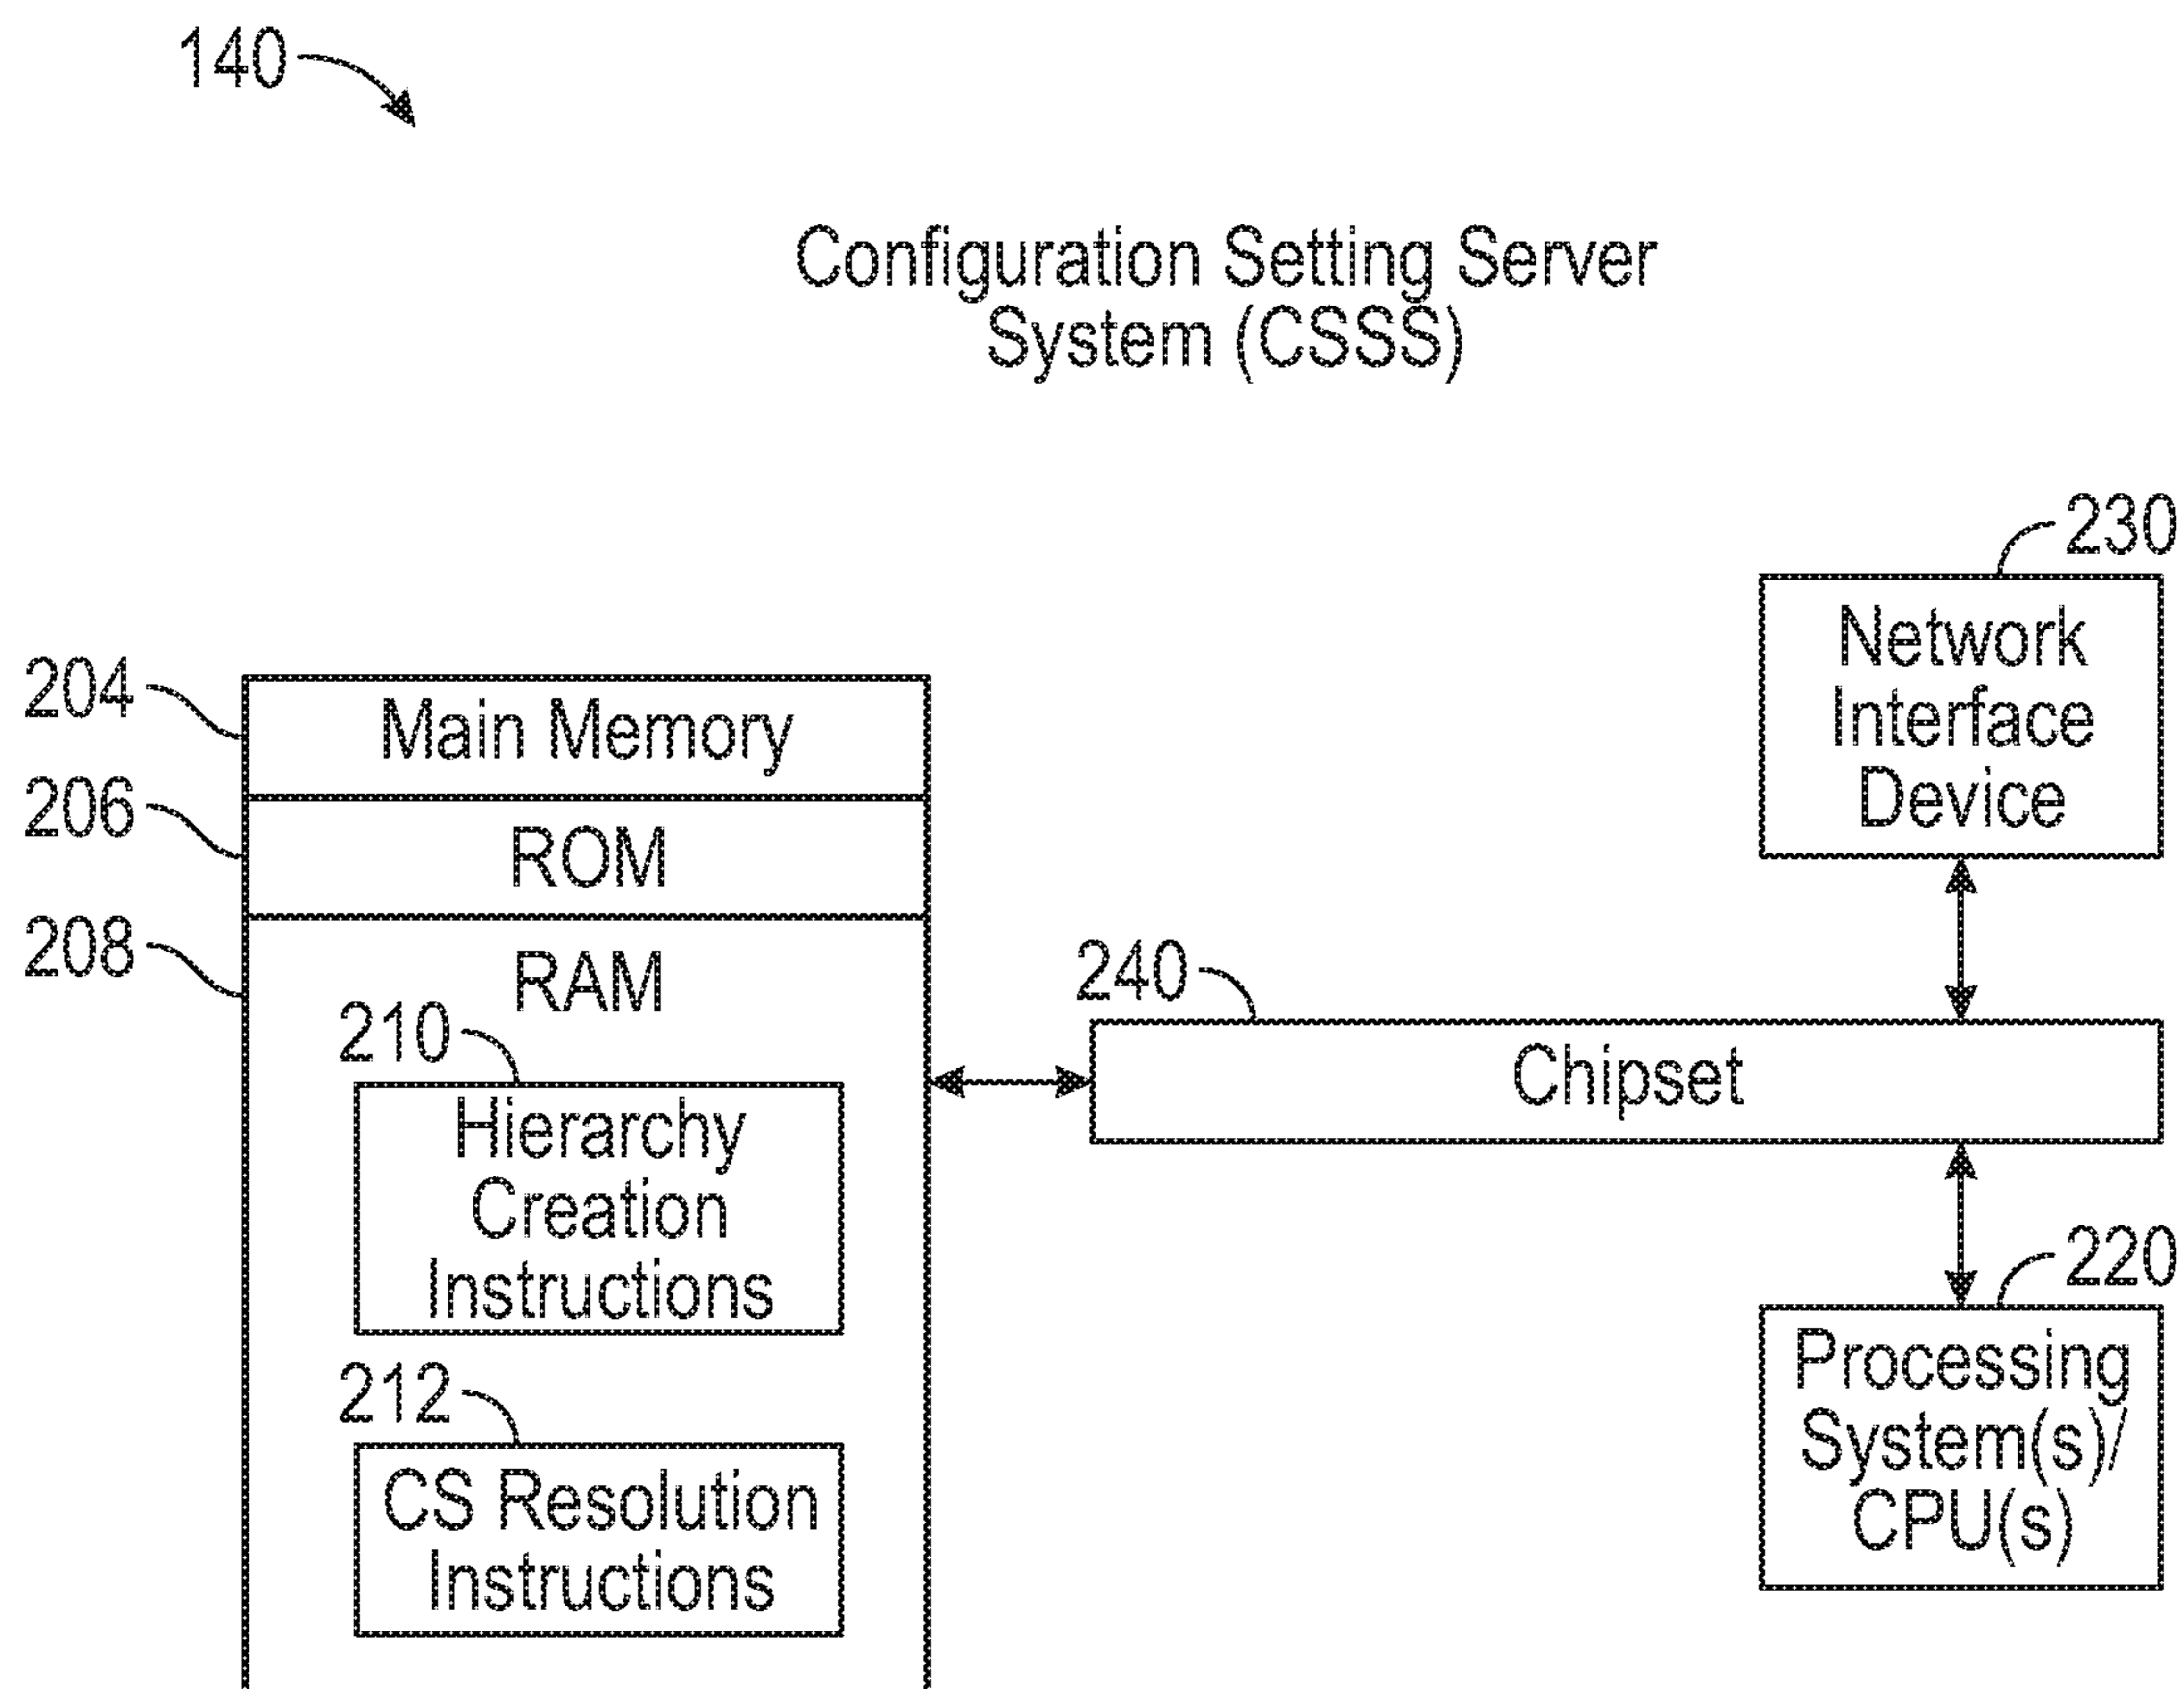 140
Configuration Setting Server
System (CSSS)
230
Network
Interface
Device
204
Main Memory
206
ROM
208
RAM
240
Chipset
210
Hierarchy
Creation
Instructions
220
Processing
System(s)/
CPU(s)
212
CS Resolution
Instructions